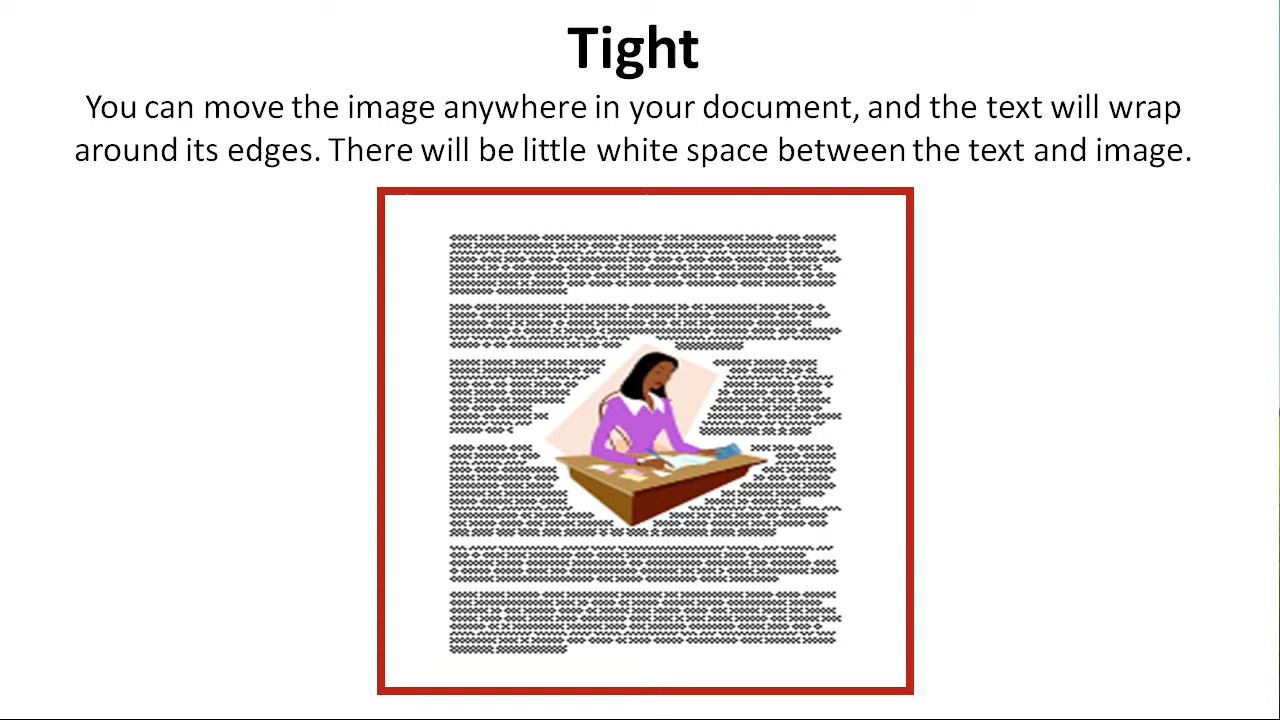 Tight
You can move the image anywhere in your document, and the text will wrap
around its edges. There will be little white space between the text and image.